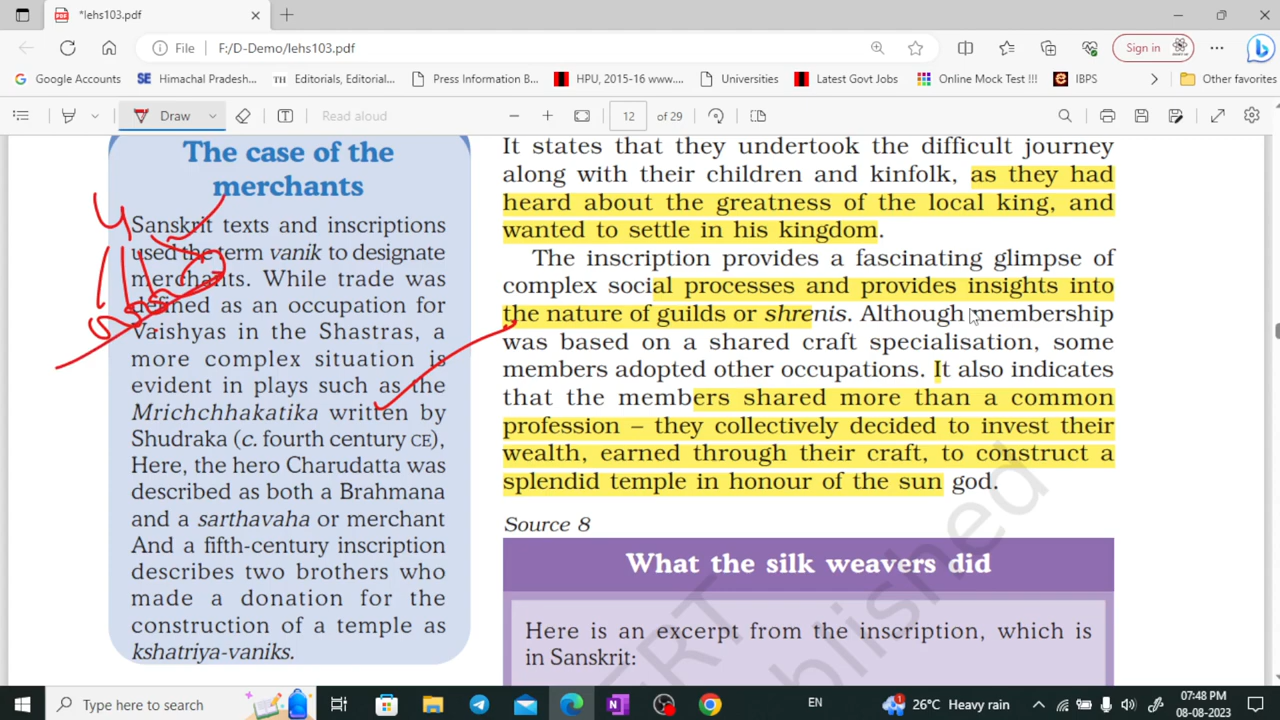 *lehs103.pdf
File
F:/D-Demo/lehs103.pdf
Sign in
Google Accounts
SE Himachal Pradesh...
TH Editorials, Editorial...
Press Information B...
HPU, 2015-16 www....
Universities
Latest Govt Jobs
Online Mock Test !!!
IBPS
Other favorites
Draw
Read aloud
12 of 29
The case of the
merchants
Sanskrit texts and inscriptions
used the term vanik to designate
merchants. While trade was
defined as an occupation for
Vaishyas in the Shastras, a
more complex situation is
evident in plays such as the
Mrichchhakatika written by
Shudraka (c. fourth century CE),
Here, the hero Charudatta was
described as both a Brahmana
and a sarthavaha or merchant
And a fifth-century inscription
describes two brothers who
made a donation for the
construction of a temple as
kshatriya-vaniks.
It states that they undertook the difficult journey
along with their children and kinfolk, as they had
heard about the greatness of the local king, and
wanted to settle in his kingdom.
The inscription provides a fascinating glimpse of
complex social processes and provides insights into
the nature of guilds or shrenis. Although membership
was based on a shared craft specialisation, some
members adopted other occupations. It also indicates
that the members shared more than a common
profession – they collectively decided to invest their
wealth, earned through their craft, to construct a
splendid temple in honour of the sun god.
Source 8
What the silk weavers did
Here is an excerpt from the inscription, which is
in Sanskrit:
Type here to search
ENG
26°C Heavy rain
07:48 PM
08-08-2023